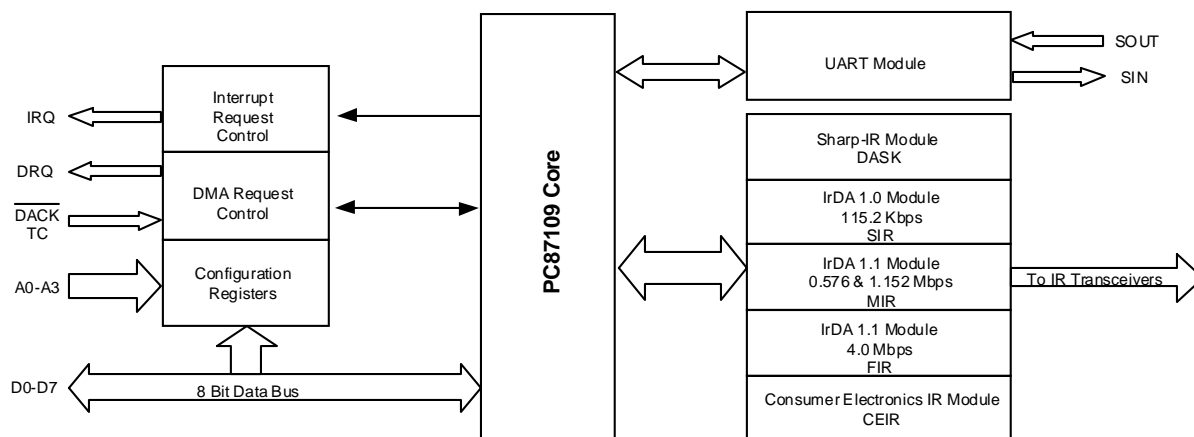 IRQ
DRQ
DACK
TC
A0-A3
D0-D7
Interrupt
Request
Control
DMA Request
Control
Configuration
Registers
8 Bit Data Bus
PC87109 Core
UART Module
SOUT
SIN
Sharp-IR Module
DASK
IrDA 1.0 Module
115.2 Kbps
SIR
IrDA 1.1 Module
0.576 & 1.152 Mbps
MIR
To IR Transceivers
IrDA 1.1 Module
4.0 Mbps
FIR
Consumer Electronics IR Module
CEIR